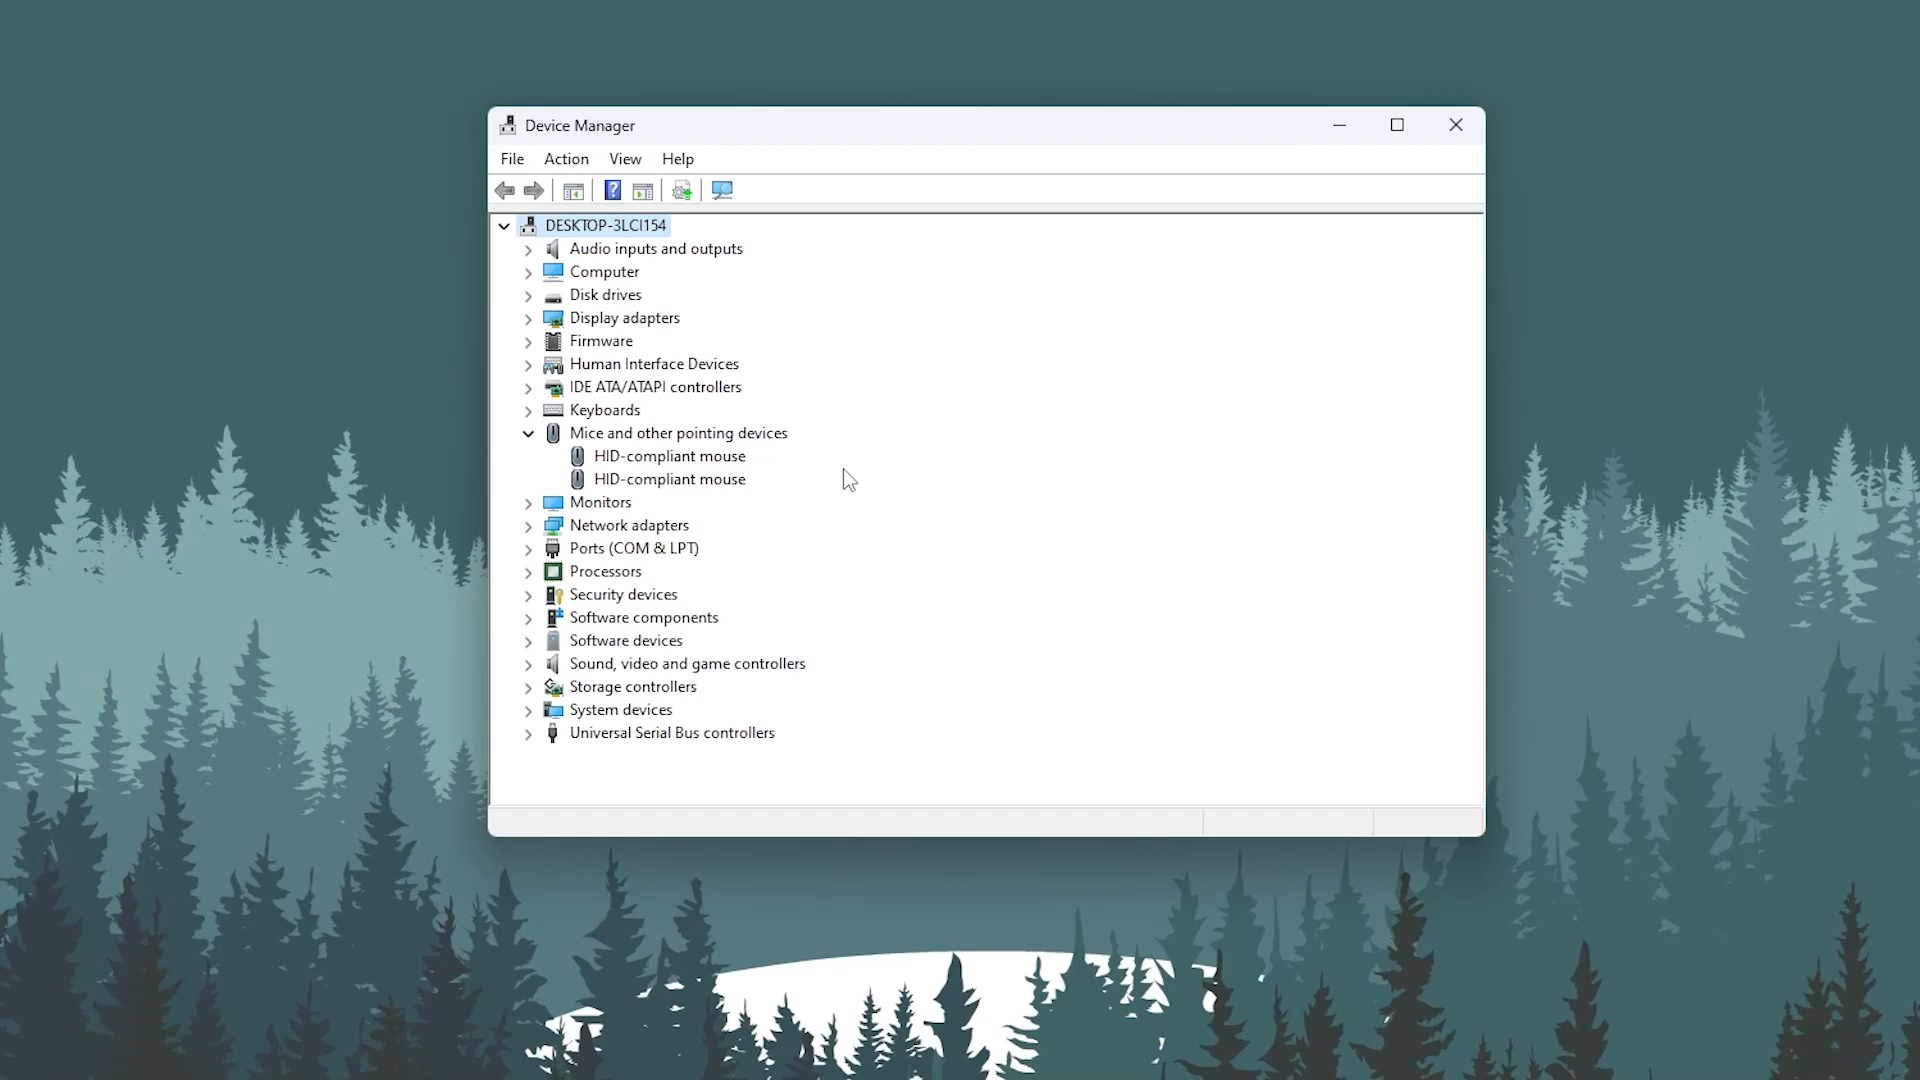 Device Manager
File Action View Help
DESKTOP-3LCI154
Audio inputs and outputs
Computer
Disk drives
Display adapters
Firmware
Human Interface Devices
IDE ATA/ATAPI controllers
Keyboards
Mice and other pointing devices
HID-compliant mouse
HID-compliant mouse
Monitors
Network adapters
Ports (COM & LPT)
Processors
Security devices
Software components
Software devices
Sound, video and game controllers
Storage controllers
System devices
Universal Serial Bus controllers